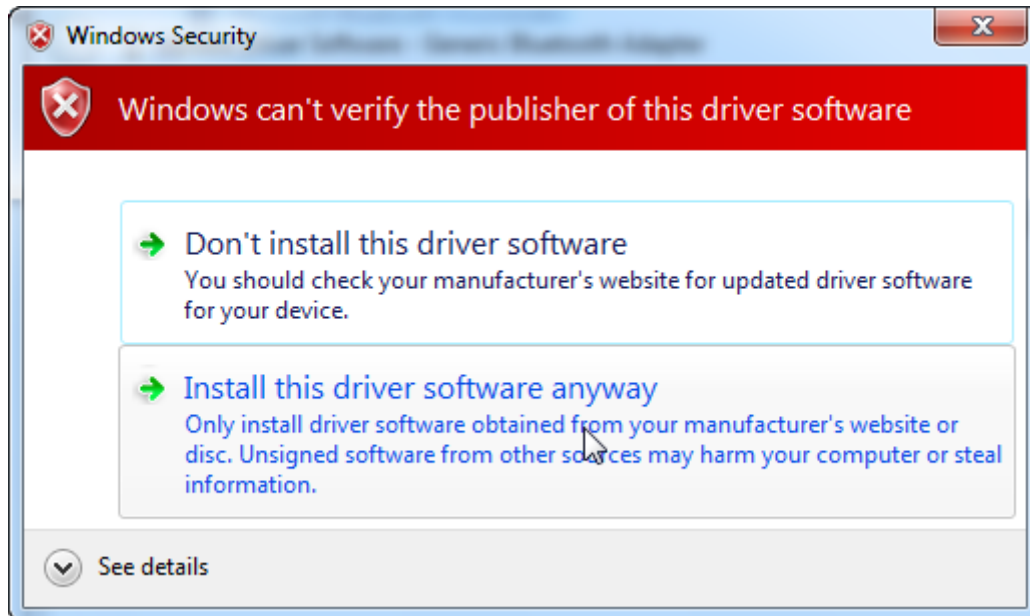 Windows Security
Windows can't verify the publisher of this driver software
Don't install this driver software
You should check your manufacturer's website for updated driver software
for your device.
Install this driver software anyway
Only install driver software obtained from your manufacturer's website or
disc. Unsigned software from other sources may harm your computer or steal
information.
See details